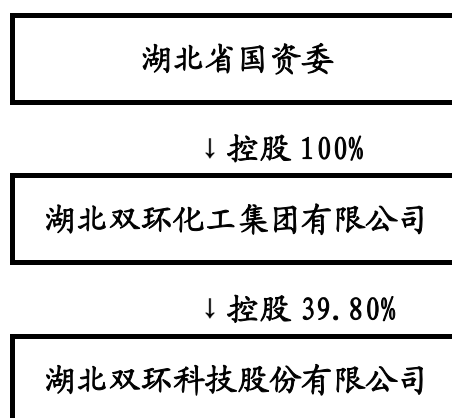 湖北省国资委
↓控股 100%
湖北双环化工集团有限公司
↓控股 39.80%
湖北双环科技股份有限公司